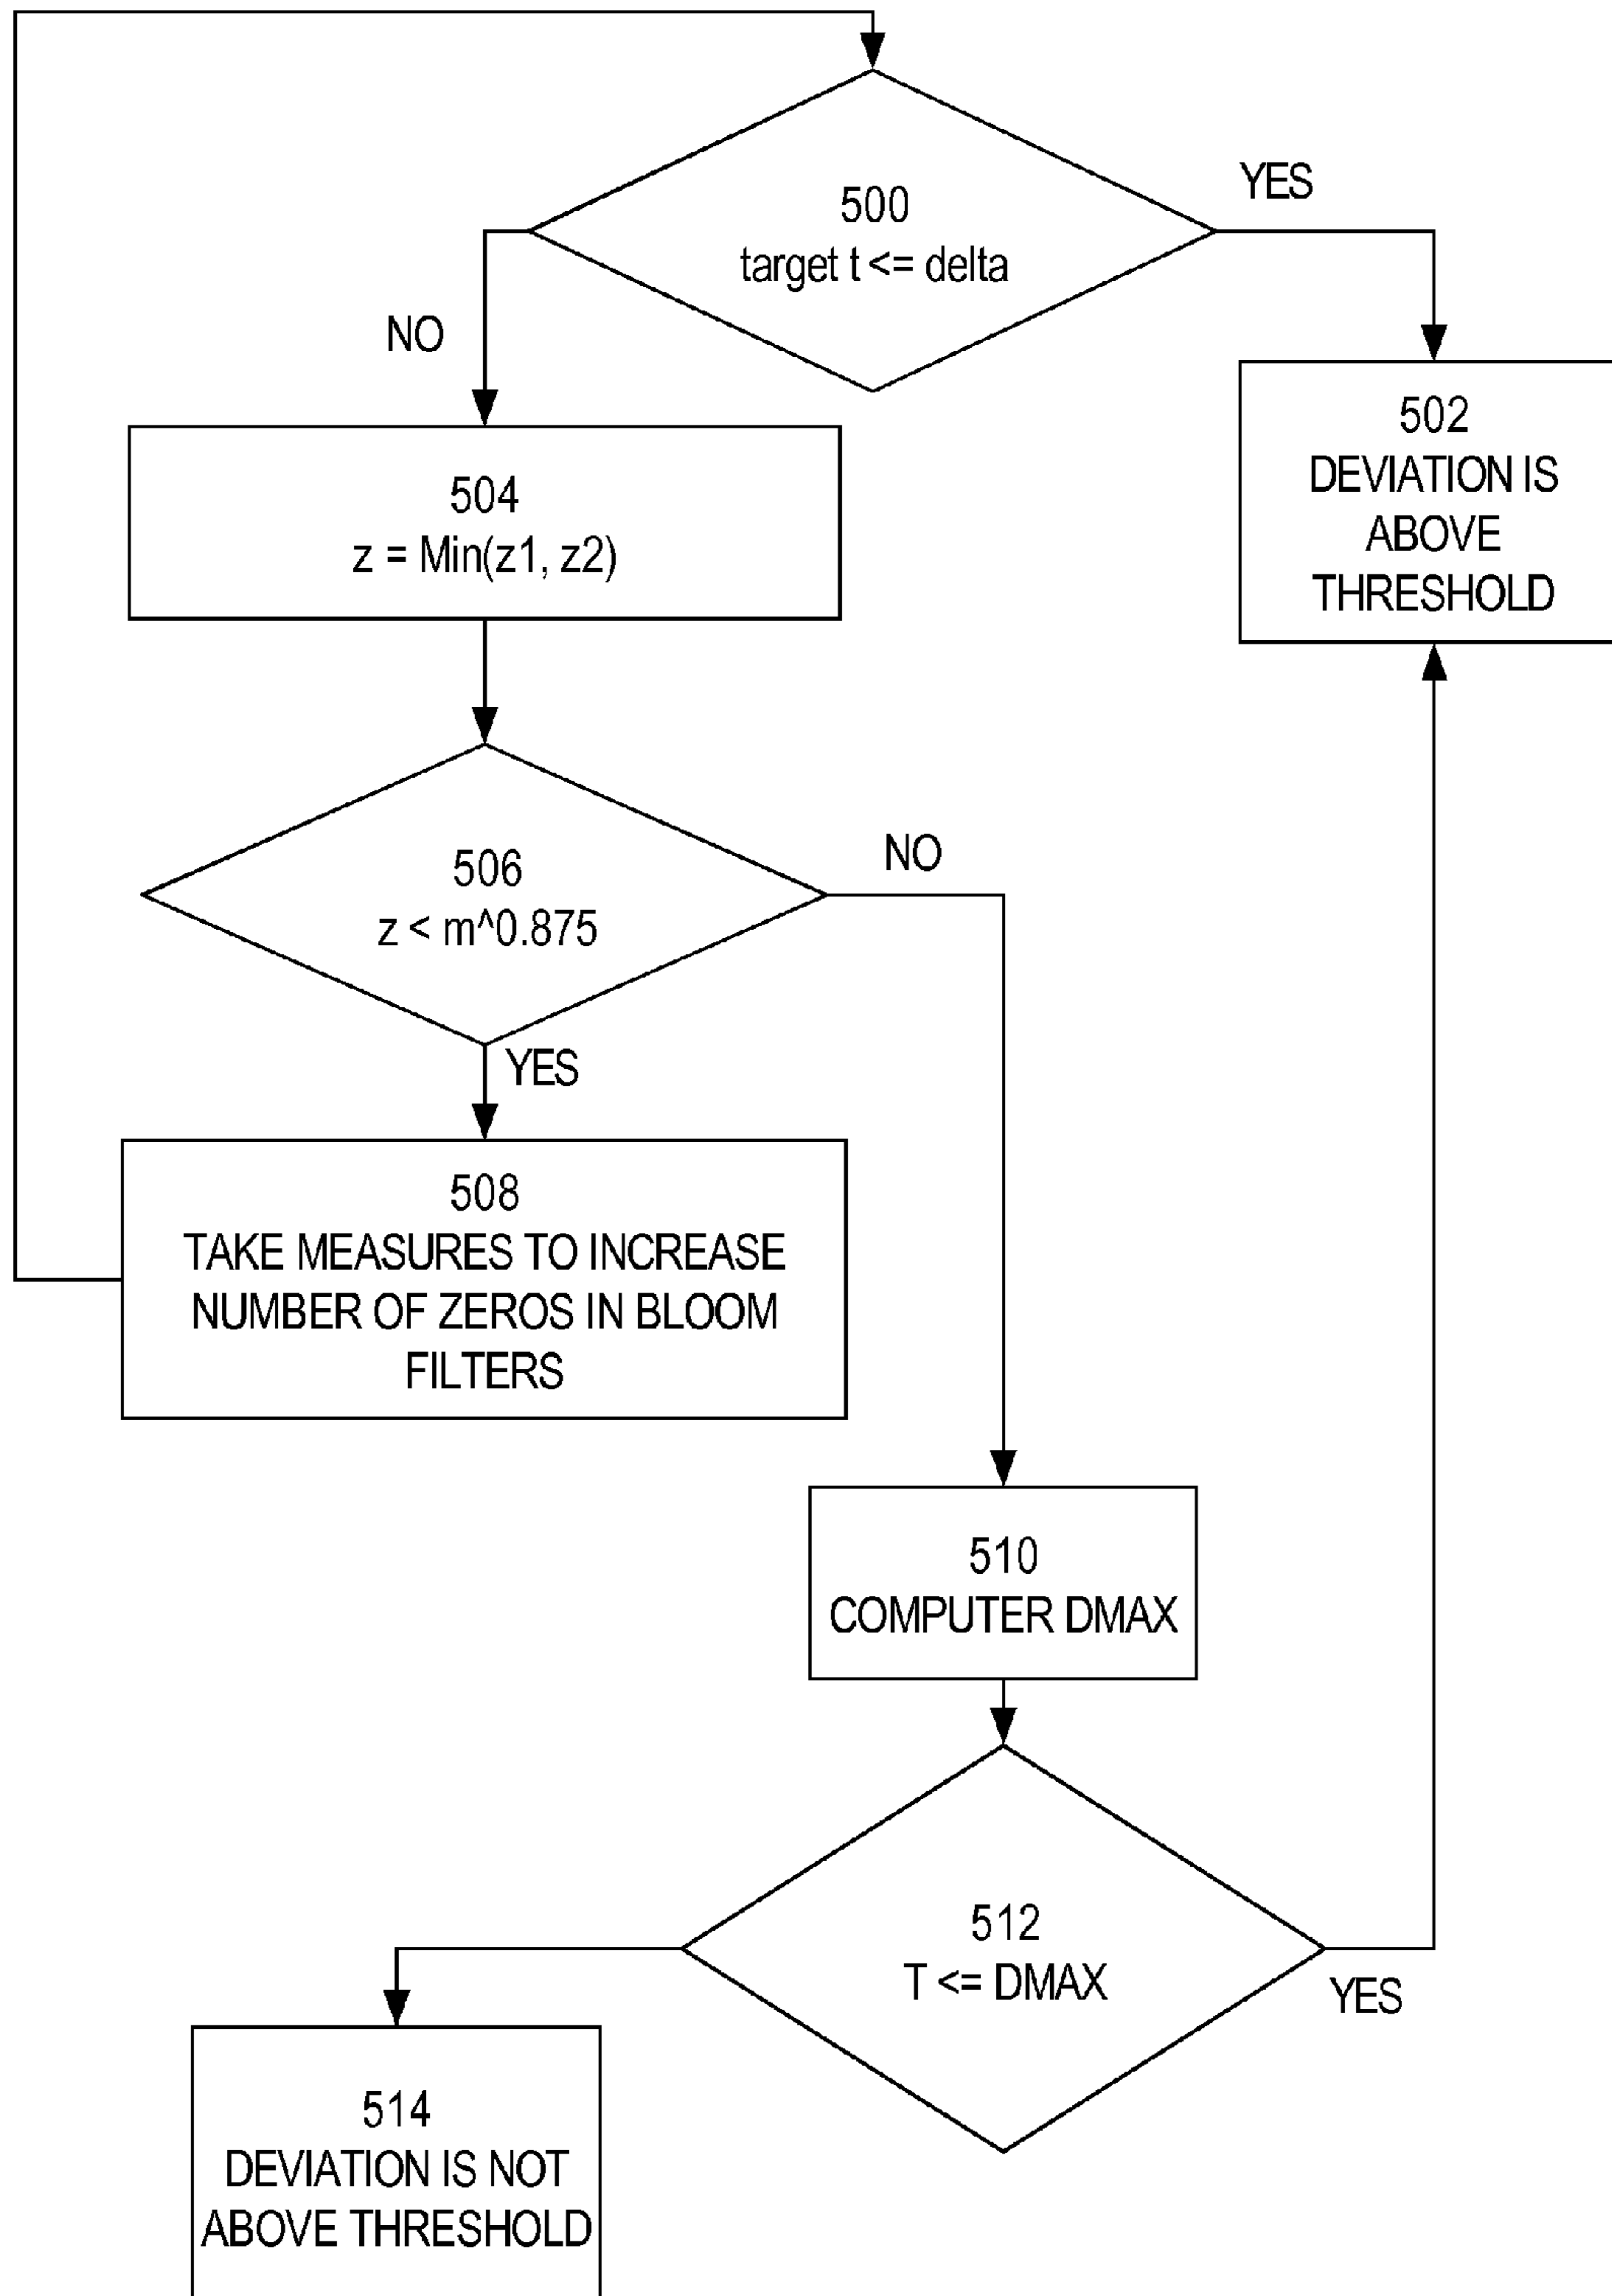 500
target t <= delta
YES
NO
502
DEVIATION IS
ABOVE
THRESHOLD
504
z = Min(z1, z2)
506
z < m^0.875
NO
YES
508
TAKE MEASURES TO INCREASE
NUMBER OF ZEROS IN BLOOM
FILTERS
510
COMPUTER DMAX
512
T <= DMAX
YES
514
DEVIATION IS NOT
ABOVE THRESHOLD